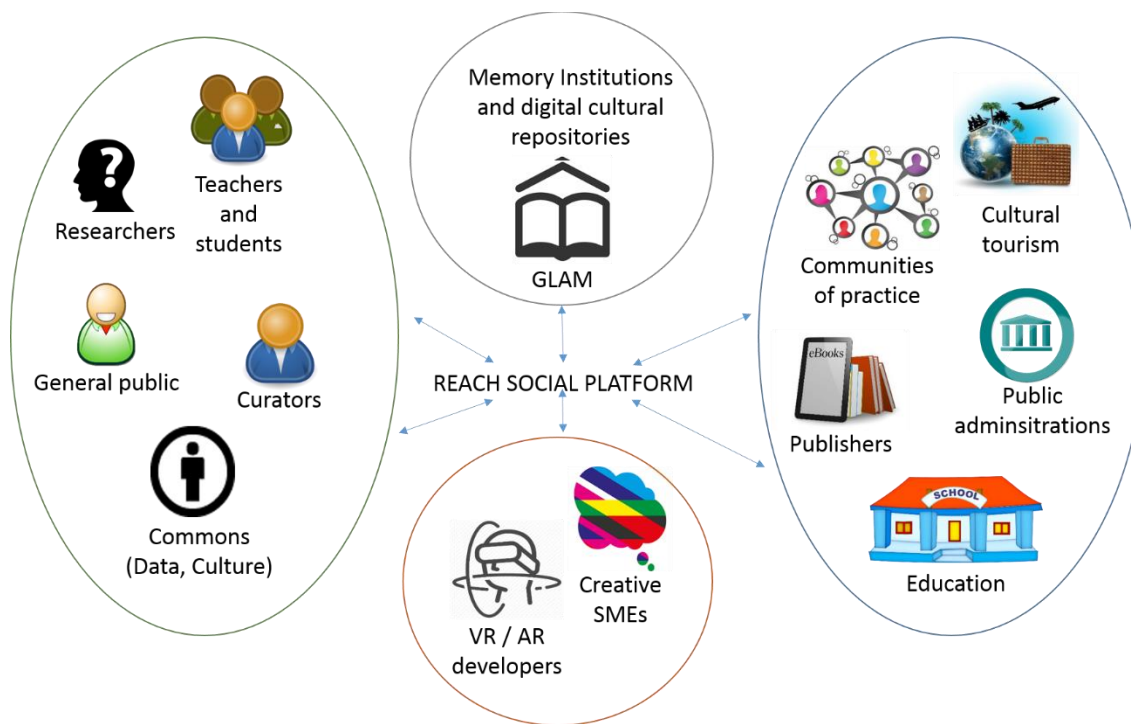 Memory Institutions
and digital cultural
repositories
GLAM
Researchers
Teachers
and
students
General public
Curators
Commons
(Data, Culture)
REACH SOCIAL PLATFORM
VR / AR
developers
Creative
SMEs
Communities
of practice
Cultural
tourism
eBooks
Publishers
Public
adminsitrations
SCHOOL
Education